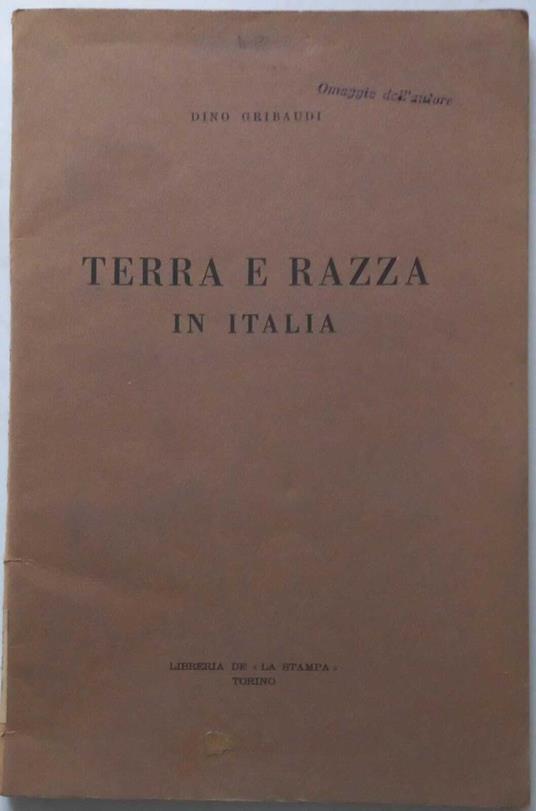 Omaggio dell'autore
DINO GRIBAUDI
TERRA E RAZZA
IN ITALIA
LIBRERIA DE « LA STAMPA »
TORINO